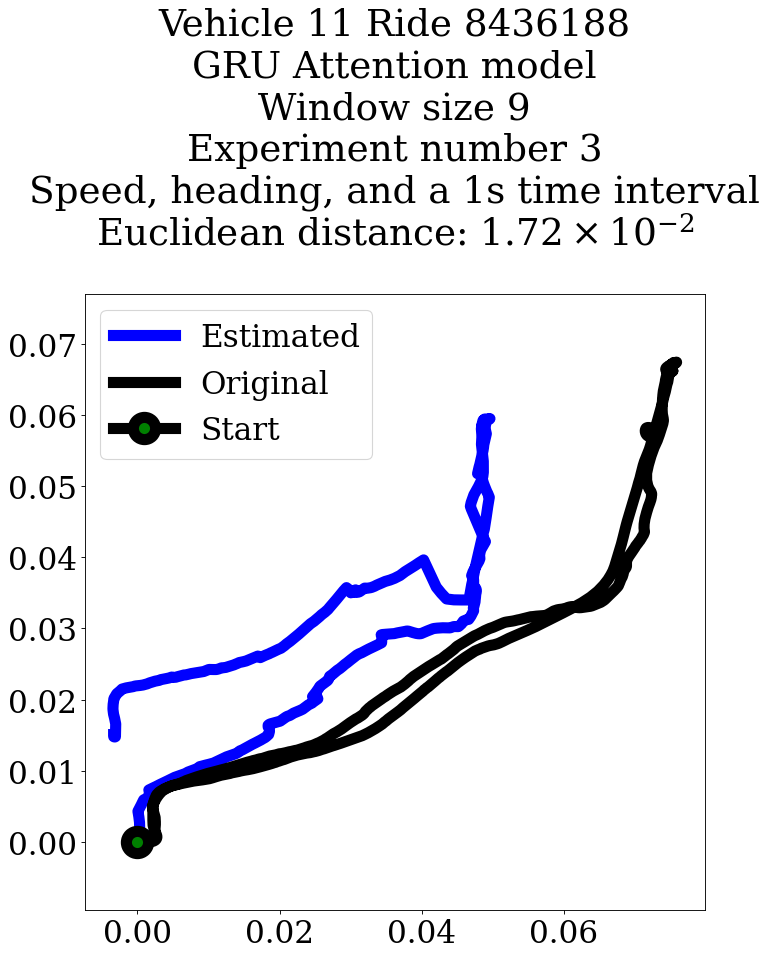 Vehicle 11 Ride 8436188
GRU Attention model
Window size 9
Experiment number 3
Speed, heading, and a 1s time interval
Euclidean distance: 1.72 × 10⁻²
Estimated
Original
Start
0.07
0.06
0.05
0.04
0.03
0.02
0.01
0.00
0.00 0.02 0.04 0.06